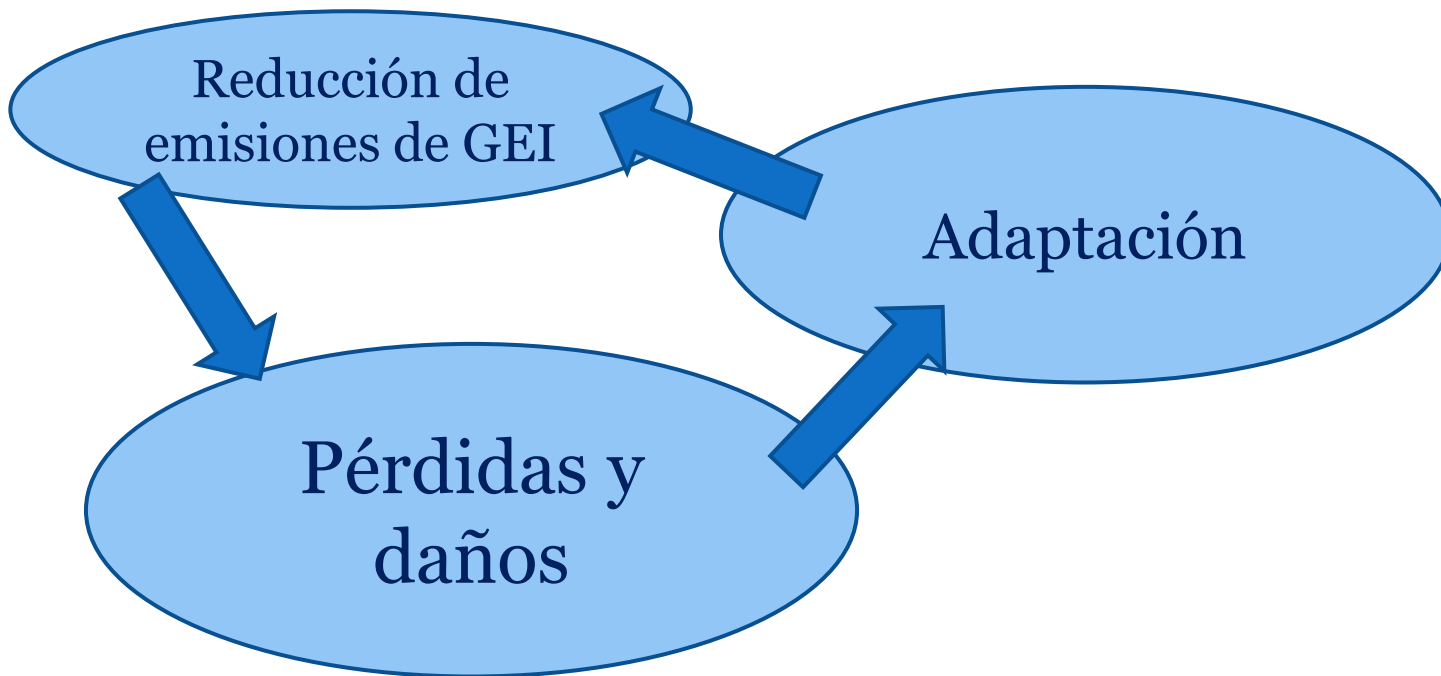 Reducción de
emisiones de GEI
Adaptación
Pérdidas y
daños